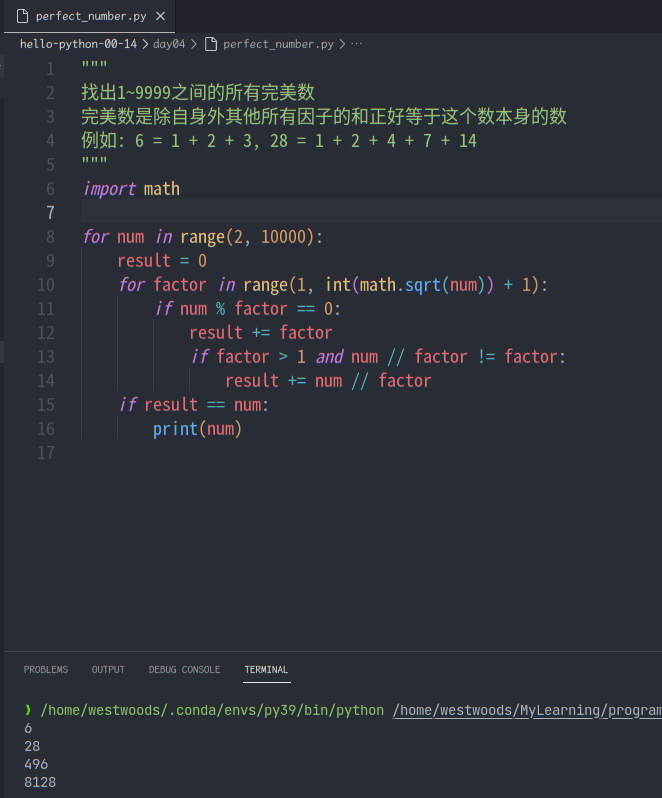 perfect_number.py
hello-python-00-14 > day04 > perfect_number.py > ...
1 """
2 找出1~9999之间的所有完美数
3 完美数是除自身外其他所有因子的和正好等于这个数本身的数
4 例如: 6 = 1 + 2 + 3, 28 = 1 + 2 + 4 + 7 + 14
5 """
6 import math
7
8 for num in range(2, 10000):
9     result = 0
10     for factor in range(1, int(math.sqrt(num)) + 1):
11         if num % factor == 0:
12             result += factor
13             if factor > 1 and num // factor != factor:
14                 result += num // factor
15     if result == num:
16         print(num)
17
PROBLEMS OUTPUT DEBUG CONSOLE TERMINAL
❯ /home/westwoods/.conda/envs/py39/bin/python /home/westwoods/MyLearning/program
6
28
496
8128